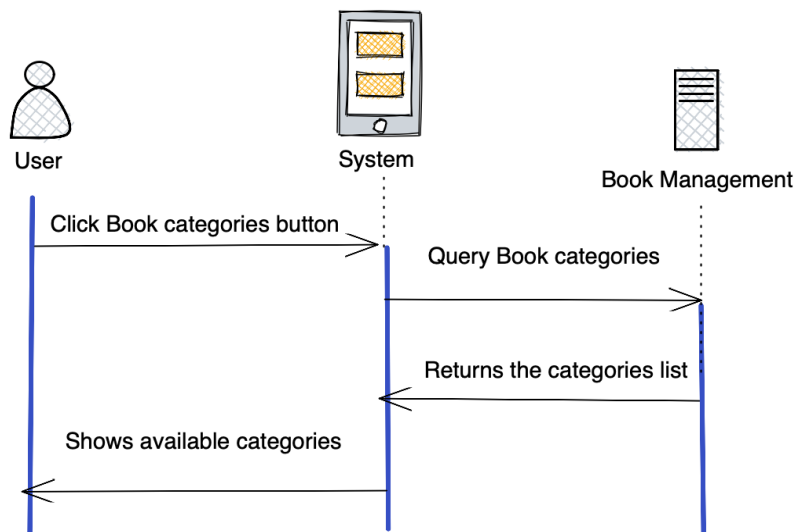 User
System
Book Management
Click Book categories button
Query Book categories
Returns the categories list
Shows available categories